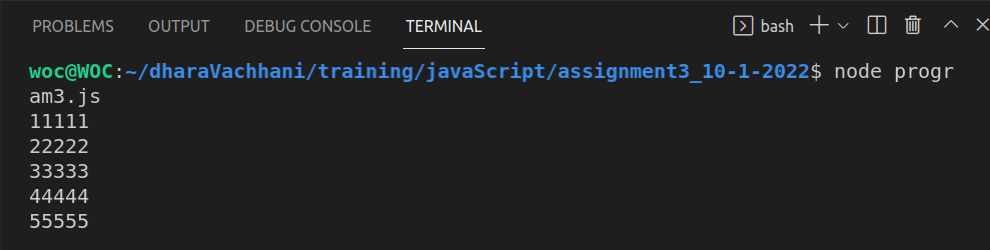 PROBLEMS OUTPUT DEBUG CONSOLE TERMINAL bash
woc@WOC:~/dharaVachhani/training/javaScript/assignment3_10-1-2022$ node progr
am3.js
11111
22222
33333
44444
55555